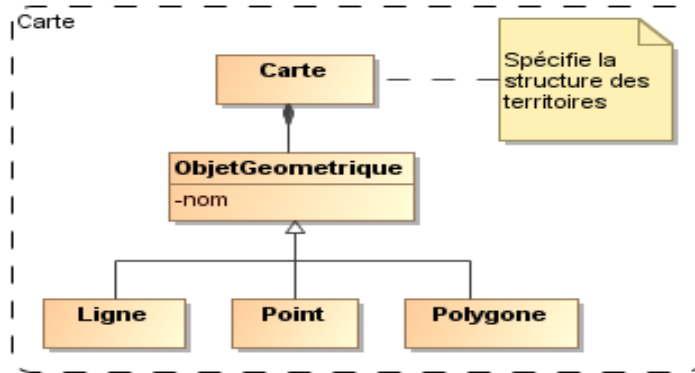 Carte
Carte
Spécifie la
structure des
territoires
ObjetGeometrique
-nom
Ligne
Point
Polygone